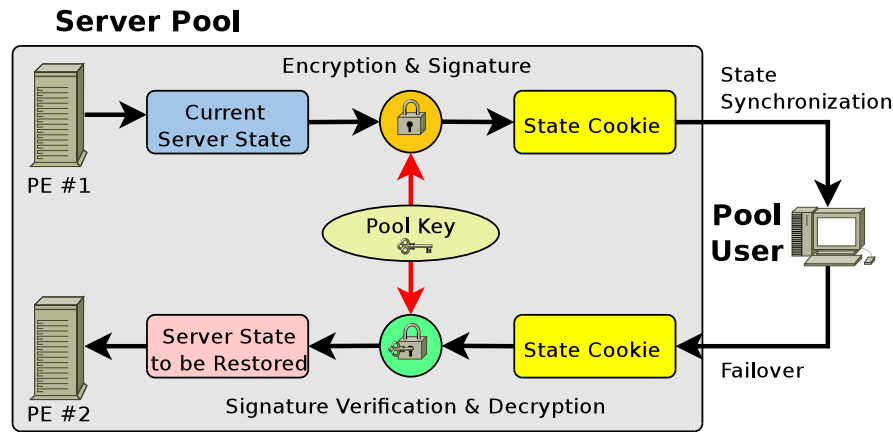 Server Pool
Encryption & Signature
State
Synchronization
Current
Server State
State Cookie
PE #1
Pool Key
Pool
User
Server State
to be Restored
State Cookie
Failover
PE #2
Signature Verification & Decryption